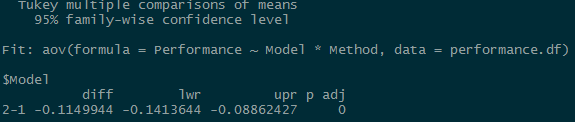 Tukey multiple comparisons of means
95% family-wise confidence level
Fit: aov(formula = Performance ~ Model * Method, data = performance.df)
$Model
diff lwr upr p adj
2-1 -0.1149944 -0.1413644 -0.08862427 0